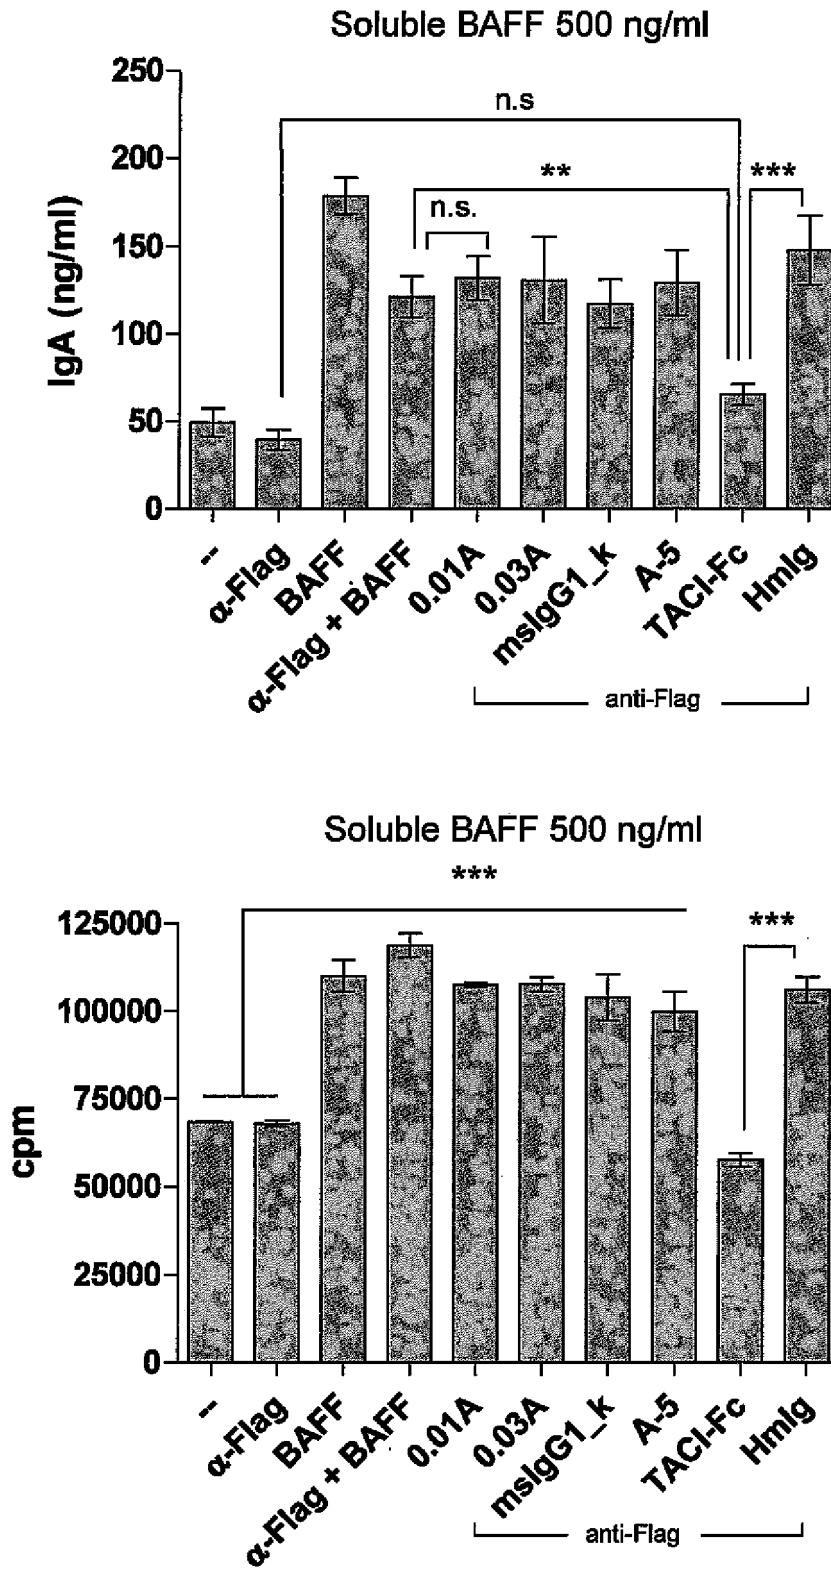 Soluble BAFF 500 ng/ml
250
n.s
200
** ***
n.s.
150
IgA (ng/ml)
100
50
0
-- α-Flag BAFF α-Flag + BAFF 0.01A 0.03A msIgG1_k A-5 TACI-Fc HmIg
anti-Flag
Soluble BAFF 500 ng/ml
***
125000
***
100000
75000
cpm
50000
25000
0
-- α-Flag BAFF α-Flag + BAFF 0.01A 0.03A msIgG1_k A-5 TACI-Fc HmIg
anti-Flag